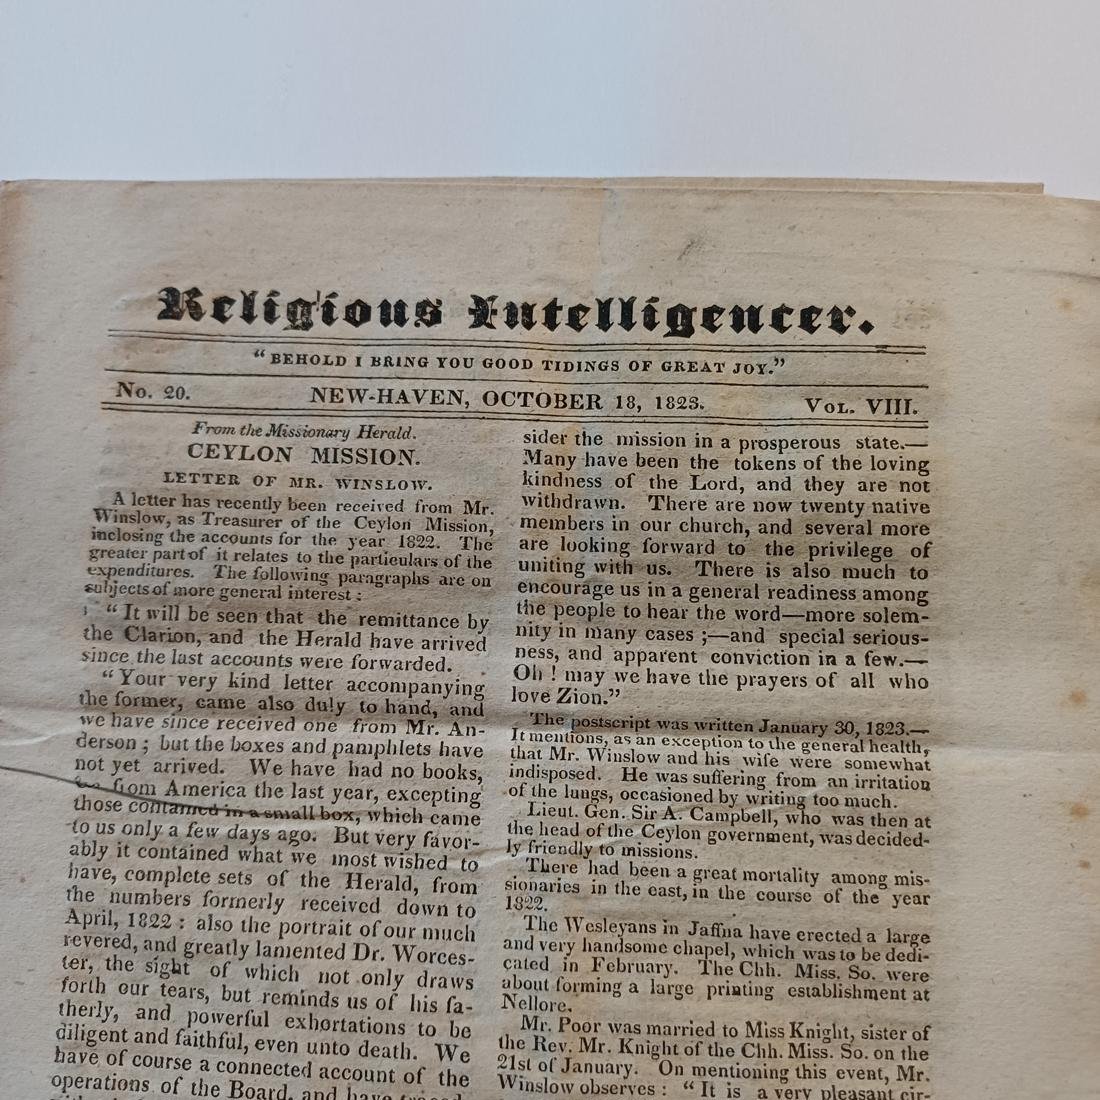 Religious Intelligencer.
“BEHOLD I BRING YOU GOOD TIDINGS OF GREAT JOY.”
No. 20. NEW-HAVEN, OCTOBER 18, 1823. Vol. VIII.
From the Missionary Herald.
CEYLON MISSION.
LETTER OF MR. WINSLOW.
A letter has recently been received from Mr.
Winslow, as Treasurer of the Ceylon Mission,
inclosing the accounts for the year 1822. The
greater part of it relates to the particulars of the
expenditures. The following paragraphs are on
subjects of more general interest :
“It will be seen that the remittance by
the Clarion, and the Herald have arrived
since the last accounts were forwarded.
“Your very kind letter accompanying
the former, came also duly to hand, and
we have since received one from Mr. An-
derson ; but the boxes and pamphlets have
not yet arrived. We have had no books,
from America the last year, excepting
those contained in a small box, which came
to us only a few days ago. But very favor-
ably it contained what we most wished to
have, complete sets of the Herald, from
the numbers formerly received down to
April, 1822 : also the portrait of our much
revered, and greatly lamented Dr. Worces-
ter, the sight of which not only draws
forth our tears, but reminds us of his fa-
therly, and powerful exhortations to be
diligent and faithful, even unto death. We
have of course a connected account of the
operations of the Board, and have
sider the mission in a prosperous state.—
Many have been the tokens of the loving
kindness of the Lord, and they are not
withdrawn. There are now twenty native
members in our church, and several more
are looking forward to the privilege of
uniting with us. There is also much to
encourage us in a general readiness among
the people to hear the word—more solem-
nity in many cases ;—and special serious-
ness, and apparent conviction in a few.—
Oh ! may we have the prayers of all who
love Zion.”
The postscript was written January 30, 1823.—
It mentions, as an exception to the general health,
that Mr. Winslow and his wife were somewhat
indisposed. He was suffering from an irritation
of the lungs, occasioned by writing too much.
Lieut. Gen. Sir A. Campbell, who was then at
the head of the Ceylon government, was decided-
ly friendly to missions.
There had been a great mortality among mis-
sionaries in the east, in the course of the year
1822.
The Wesleyans in Jaffna have erected a large
and very handsome chapel, which was to be dedi-
cated in February. The Chh. Miss. So. were
about forming a large printing establishment at
Nellore.
Mr. Poor was married to Miss Knight, sister of
the Rev. Mr. Knight of the Chh. Miss. So. on the
21st of January. On mentioning this event, Mr.
Winslow observes : “It is a very pleasant cir-